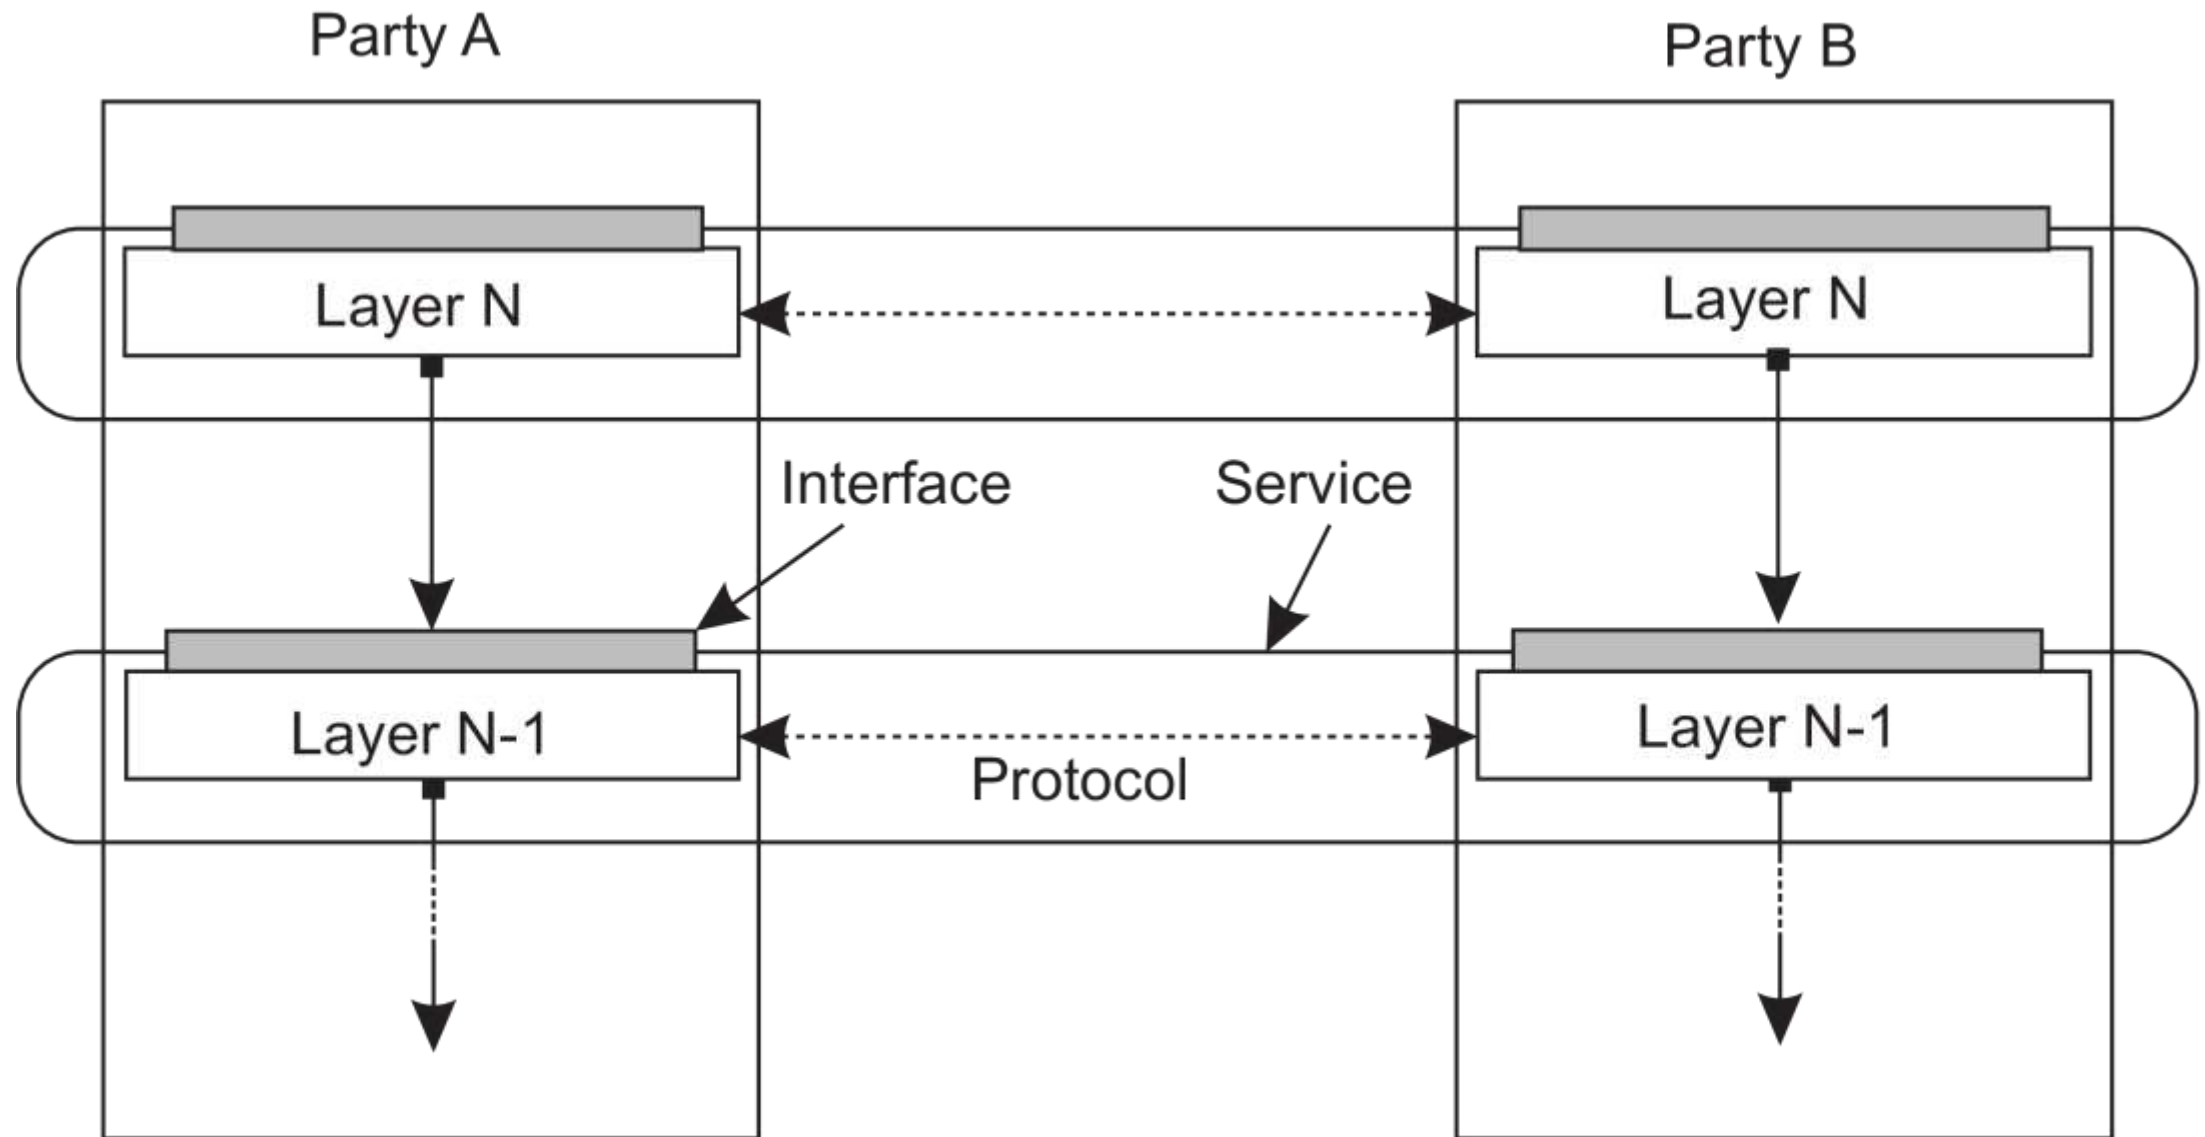 Party A
Party B
Layer N
Layer N
Interface
Service
Layer N-1
Layer N-1
Protocol